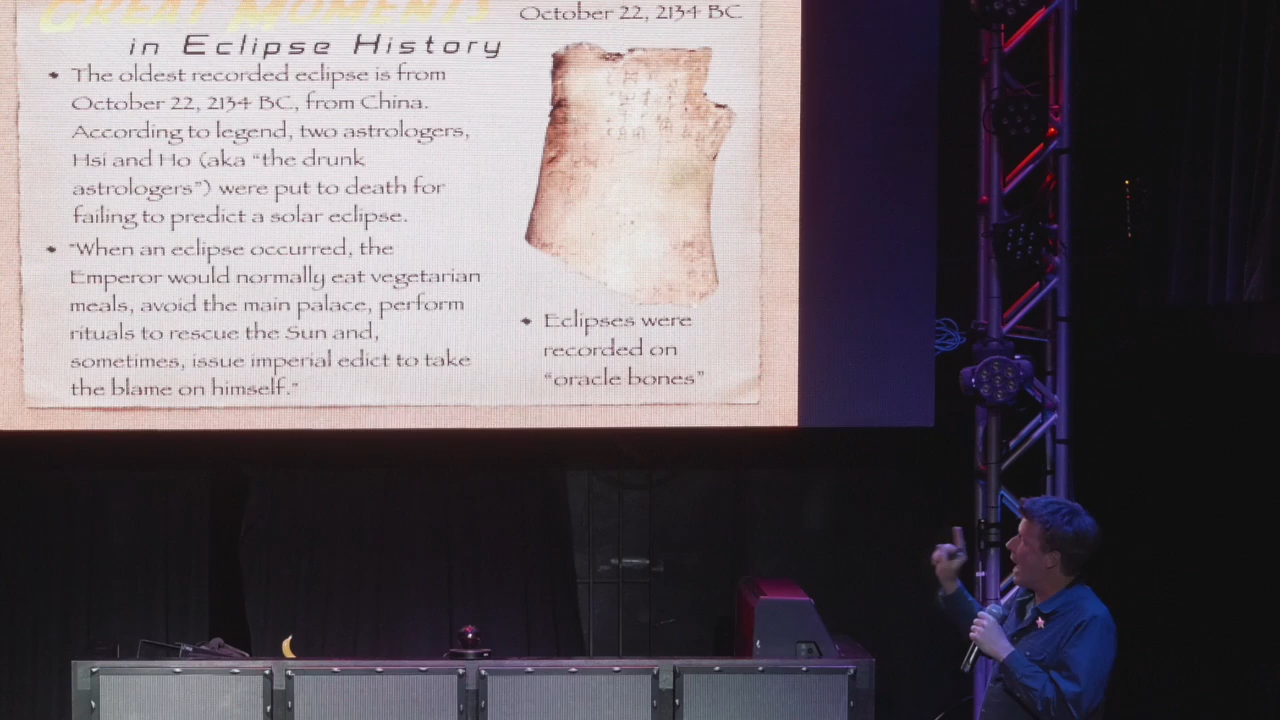 GREAT MOMENTS
in Eclipse History
• The oldest recorded eclipse is from
October 22, 2134 BC, from China.
According to legend, two astrologers,
Hsi and Ho (aka “the drunk
astrologers”) were put to death for
failing to predict a solar eclipse.
• “When an eclipse occurred, the
Emperor would normally eat vegetarian
meals, avoid the main palace, perform
rituals to rescue the Sun and,
sometimes, issue imperial edict to take
the blame on himself.”
October 22, 2134 BC
• Eclipses were
recorded on
“oracle bones”